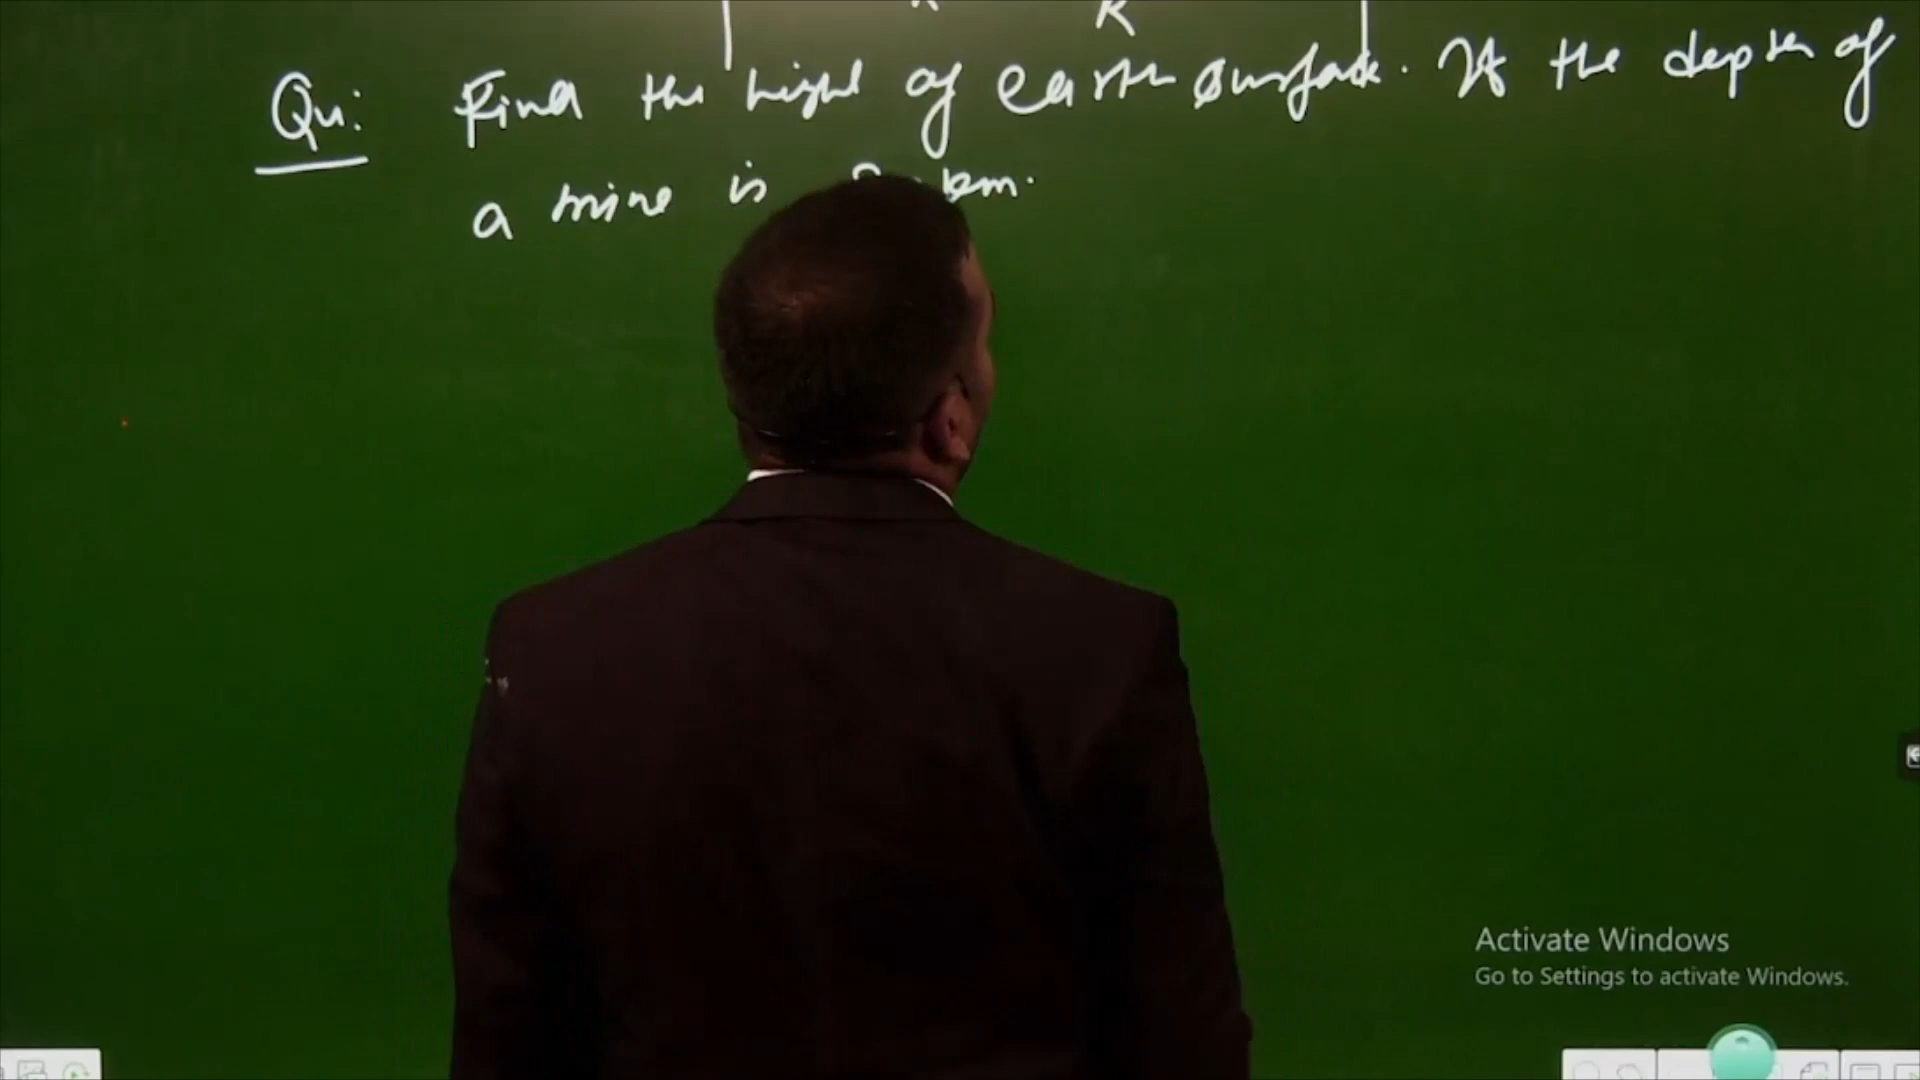 R
Qu: Find the hight of earth surface. If the depth of
a mine is km.
Activate Windows
Go to Settings to activate Windows.